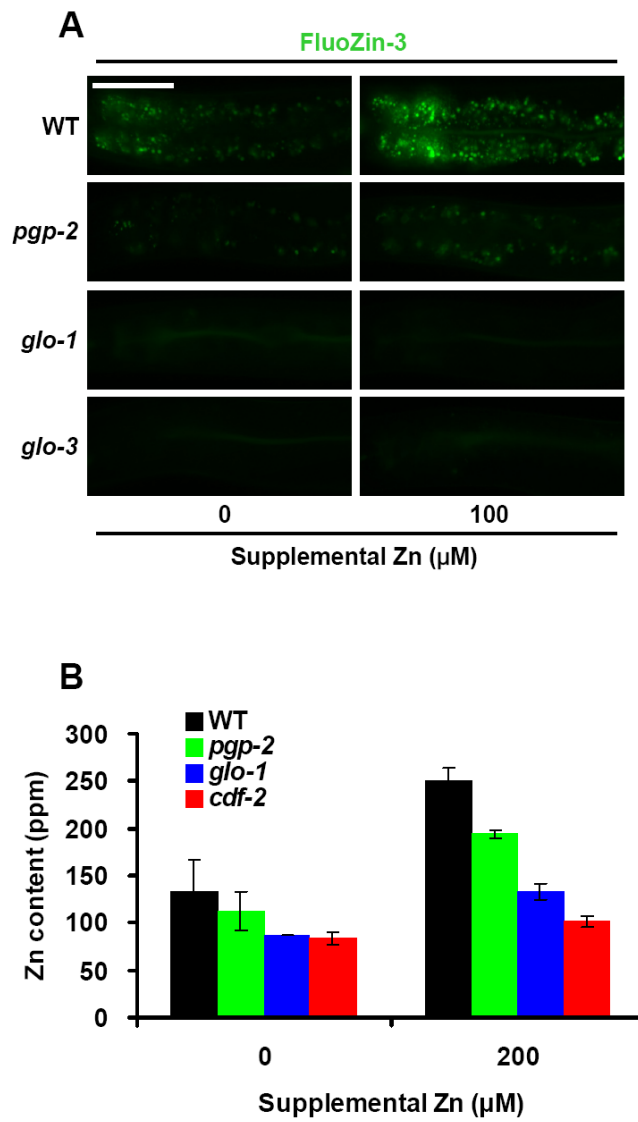 A
FluoZin-3
WT
pgp-2
glo-1
glo-3
0 100
Supplemental Zn (µM)
B
WT
pgp-2
glo-1
cdf-2
300
250
200
150
100
50
0
Zn content (ppm)
0 200
Supplemental Zn (µM)